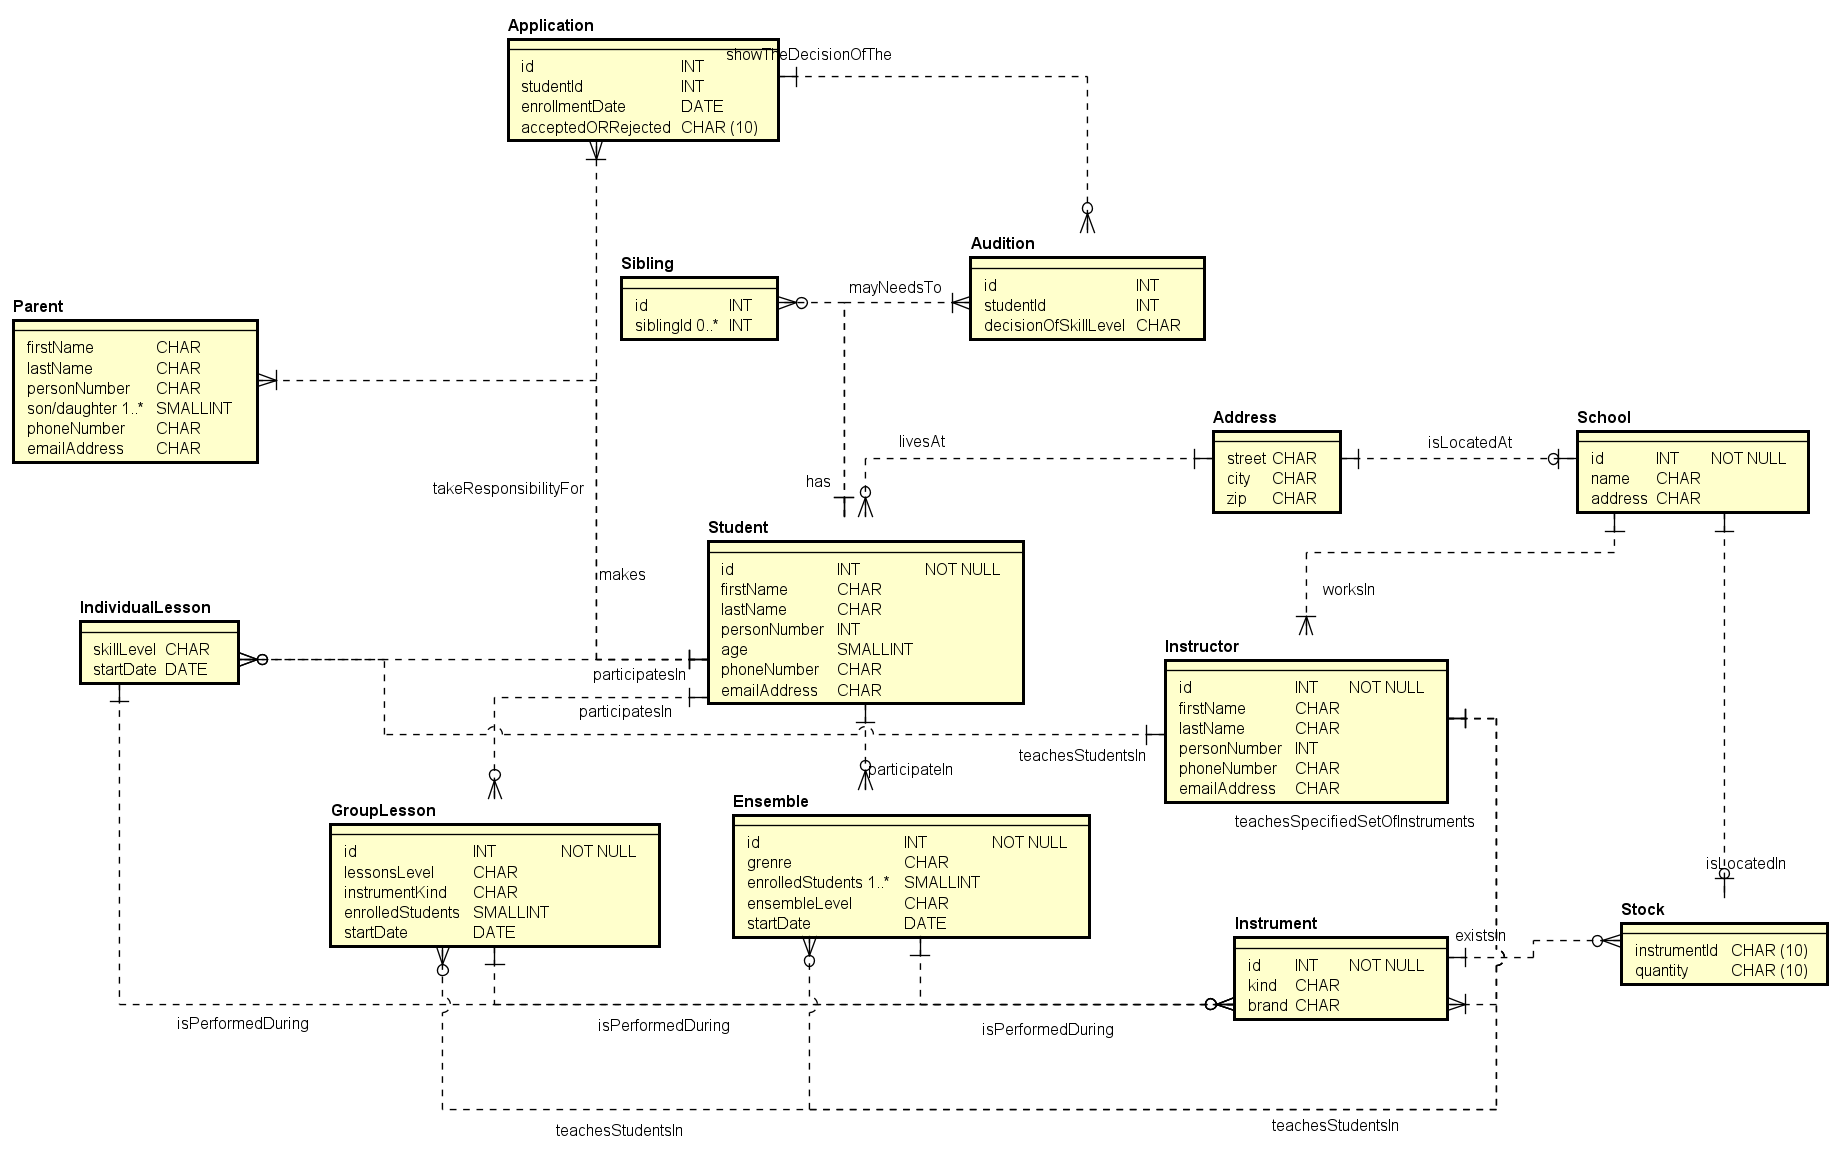 Application
showTheDecisionOfThe
id INT
studentId INT
enrollmentDate DATE
acceptedORRejected CHAR (10)
Audition
id INT
studentId INT
decisionOfSkillLevel CHAR
Sibling
id INT
siblingId 0..* INT
mayNeedsTo
Parent
firstName CHAR
lastName CHAR
personNumber CHAR
son/daughter 1..* SMALLINT
phoneNumber CHAR
emailAddress CHAR
Address
street CHAR
city CHAR
zip CHAR
School
id INT NOT NULL
name CHAR
address CHAR
livesAt
isLocatedAt
has
takeResponsibilityFor
makes
worksIn
Student
id INT NOT NULL
firstName CHAR
lastName CHAR
personNumber INT
age SMALLINT
phoneNumber CHAR
emailAddress CHAR
IndividualLesson
skillLevel CHAR
startDate DATE
participatesIn
participatesIn
teachesStudentsIn
participateIn
Instructor
id INT NOT NULL
firstName CHAR
lastName CHAR
personNumber INT
phoneNumber CHAR
emailAddress CHAR
teachesSpecifiedSetOfInstruments
GroupLesson
id INT NOT NULL
lessonsLevel CHAR
instrumentKind CHAR
enrolledStudents SMALLINT
startDate DATE
Ensemble
id INT NOT NULL
grenre CHAR
enrolledStudents 1..* SMALLINT
ensembleLevel CHAR
startDate DATE
isLocatedIn
Stock
instrumentId CHAR (10)
quantity CHAR (10)
Instrument
id INT NOT NULL
kind CHAR
brand CHAR
existsIn
isPerformedDuring
isPerformedDuring
isPerformedDuring
teachesStudentsIn
teachesStudentsIn